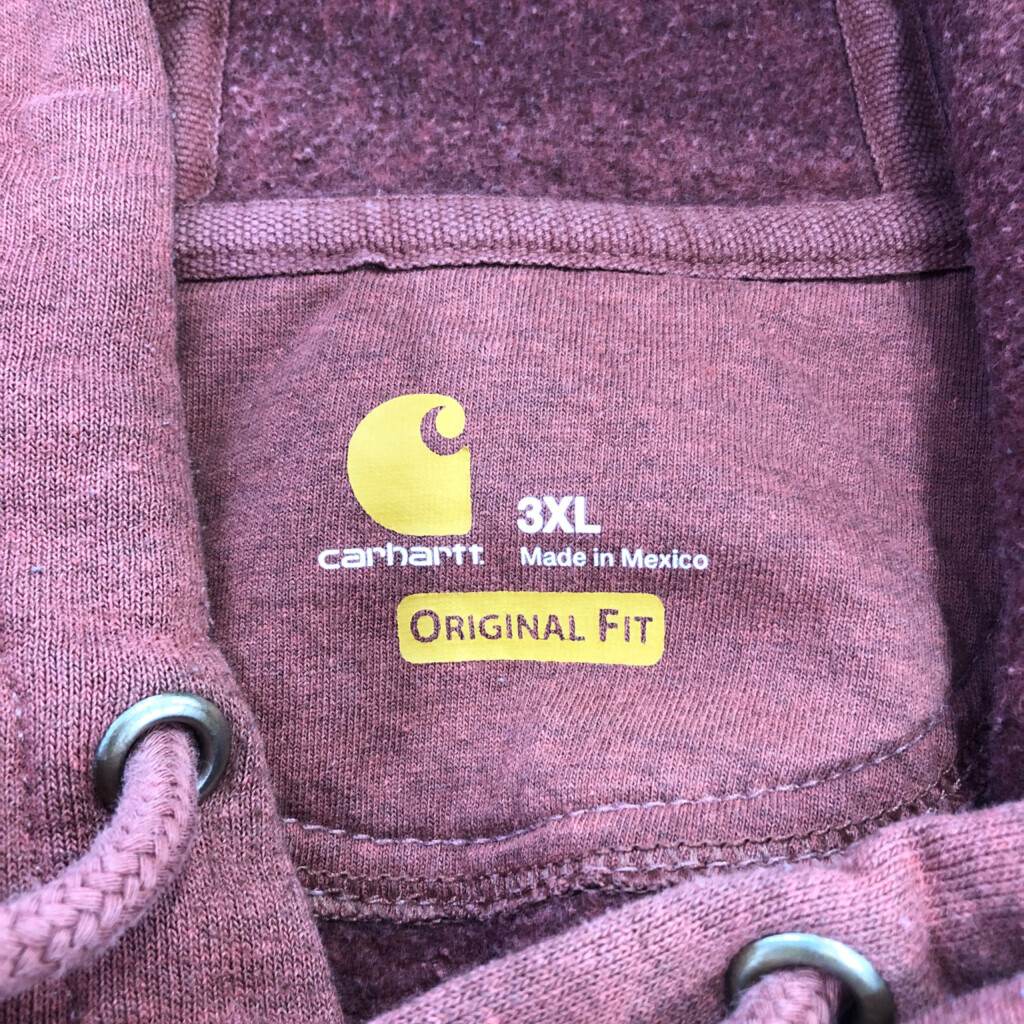 3XL
carhartt
Made in Mexico
ORIGINAL FIT